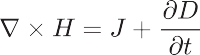 ∇ × H = J + ∂D/∂t